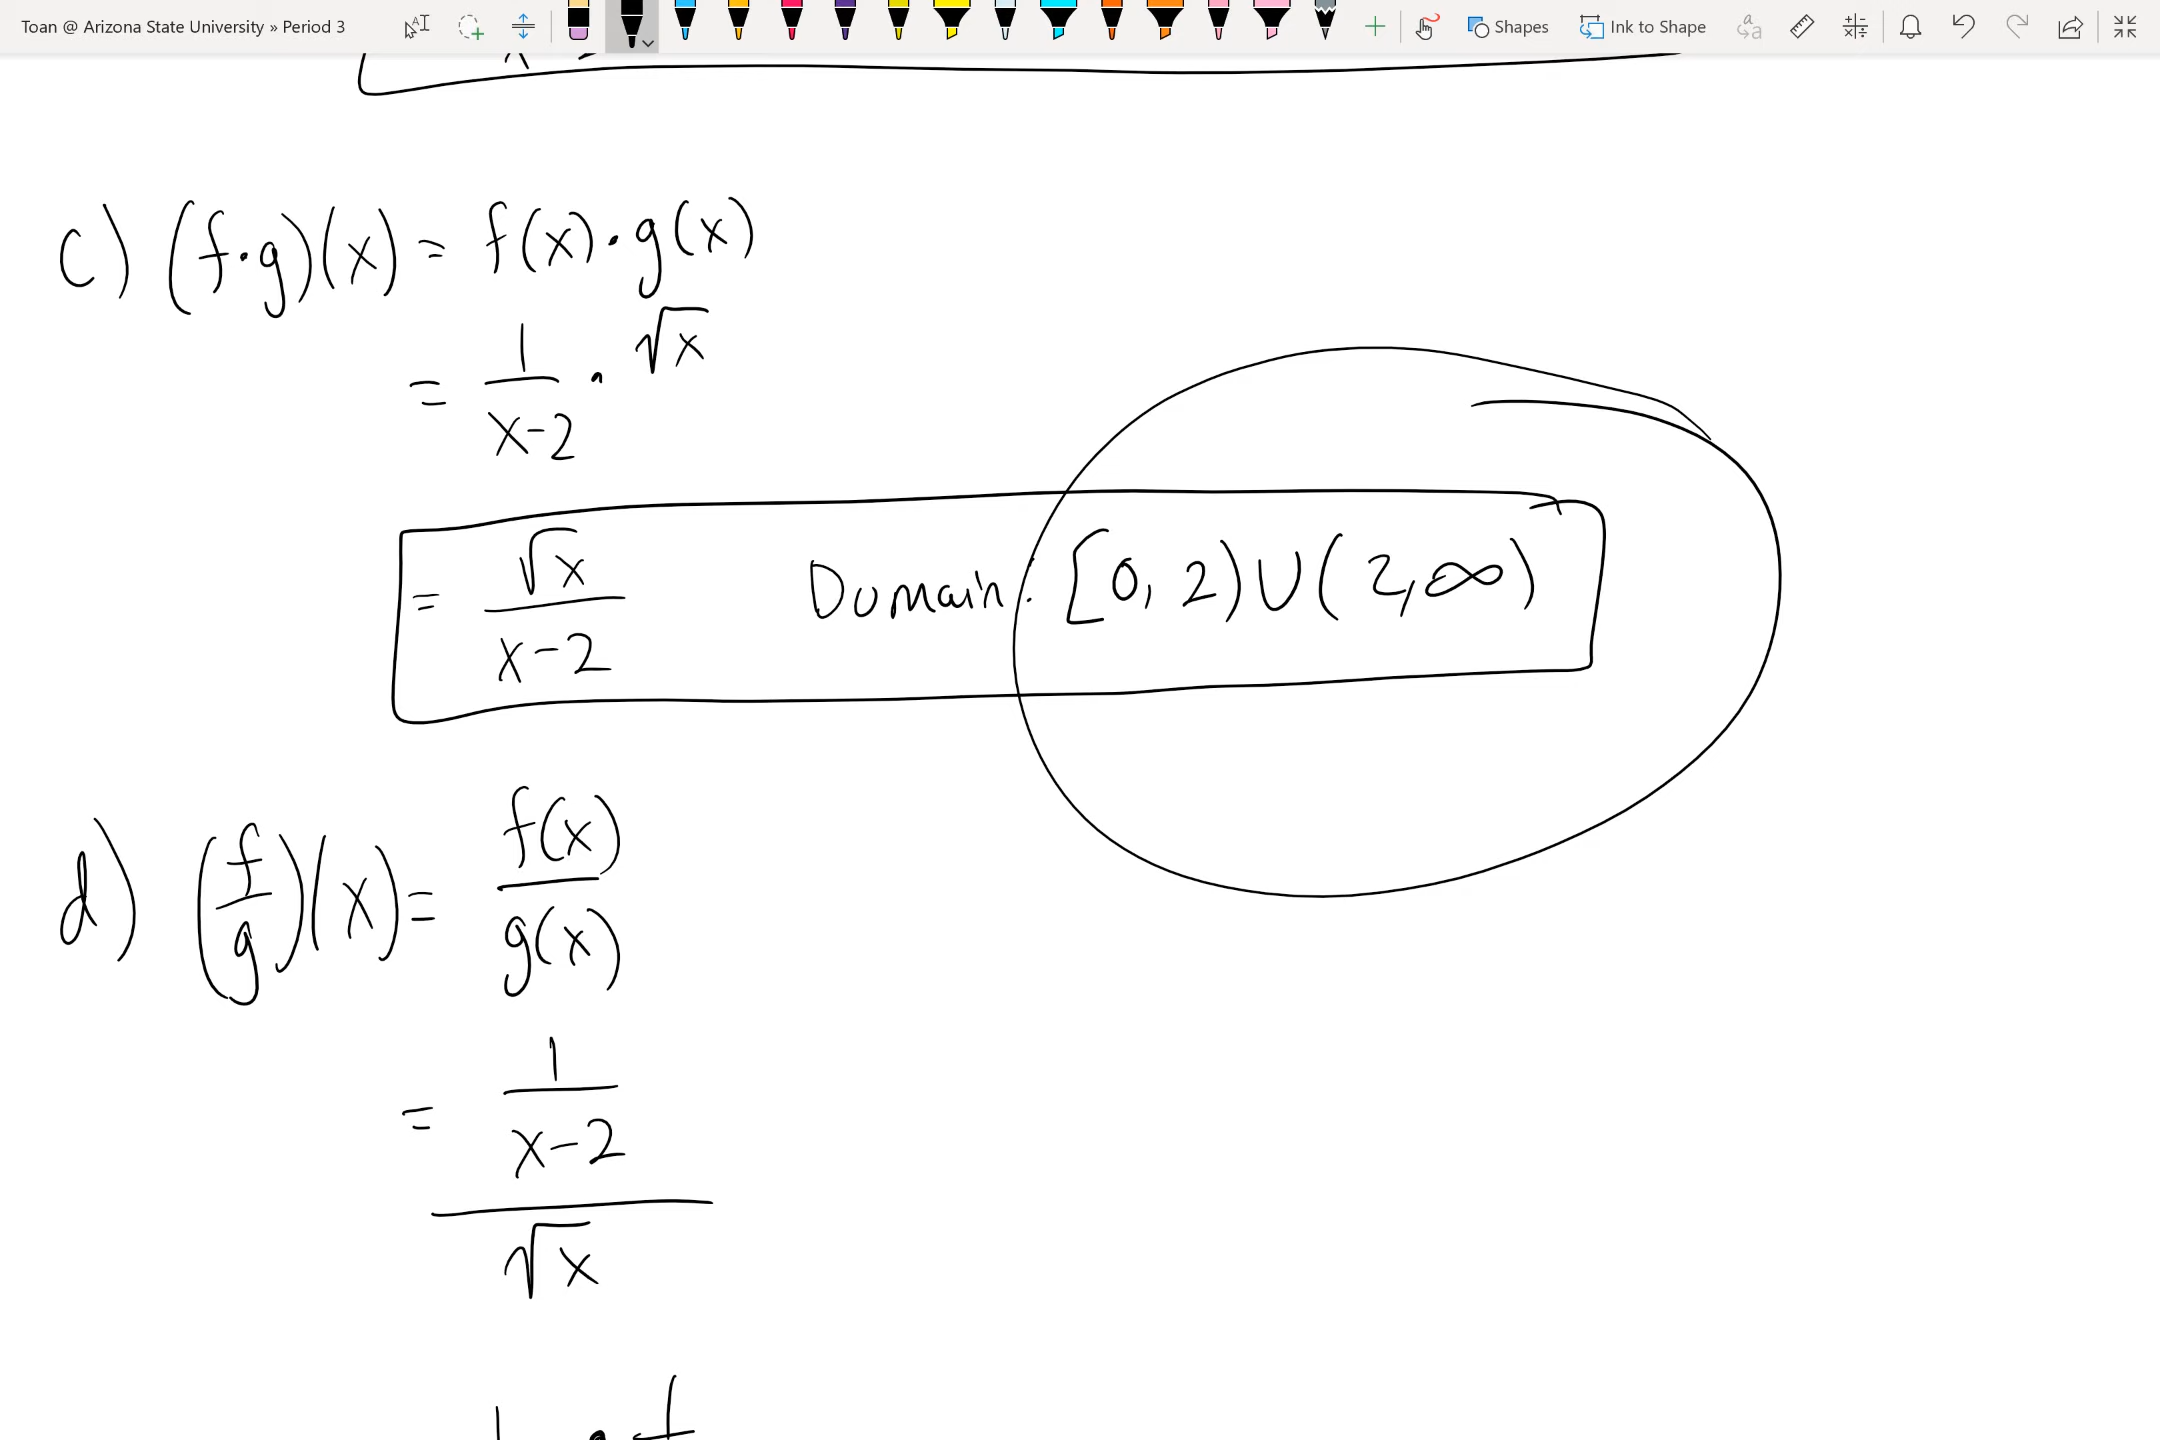 Toan @ Arizona State University » Period 3
Shapes
Ink to Shape
c) (f·g)(x) = f(x)·g(x)
= 1/(x-2) · √x
= √x/(x-2) Domain: [0, 2)∪(2,∞)
d) (f/g)(x) = f(x)/g(x)
= (1/(x-2))/√x